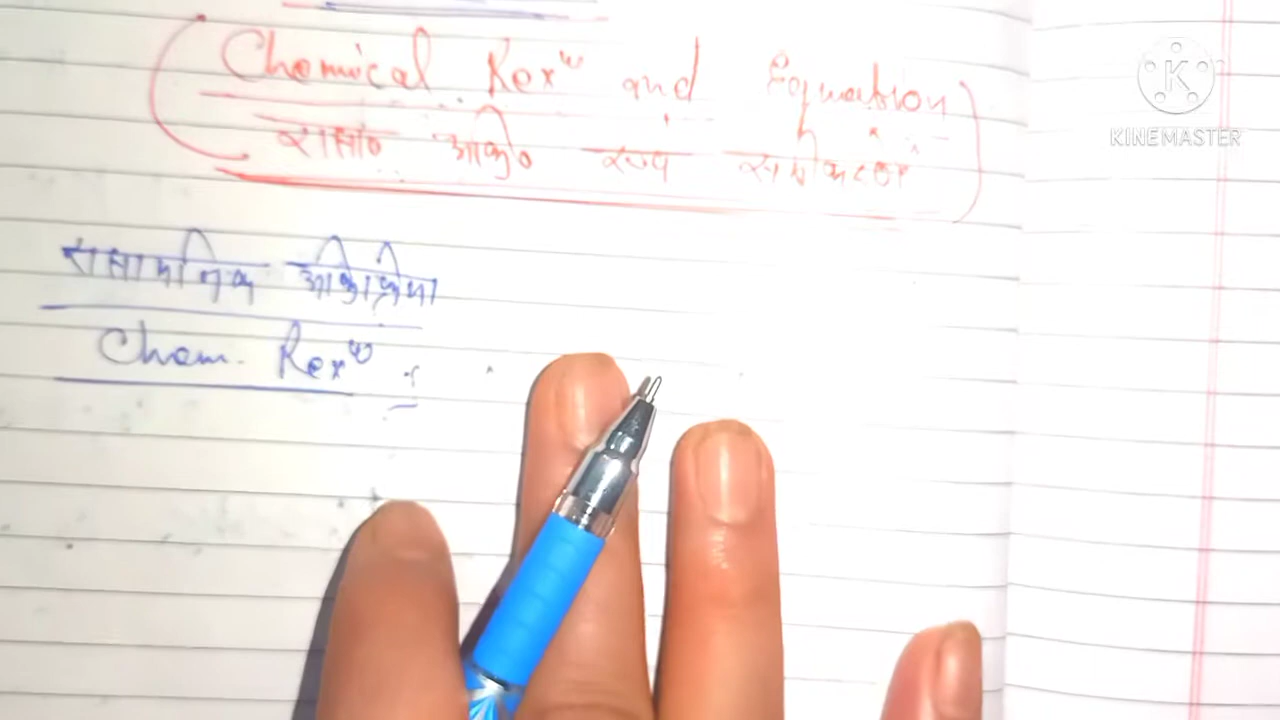 Chemical Rexⁿ and Equation
रासा० अभि० एवं समीकरण
रासायनिक अभिक्रिया
Chem. Rexⁿ :-
K
KINEMASTER